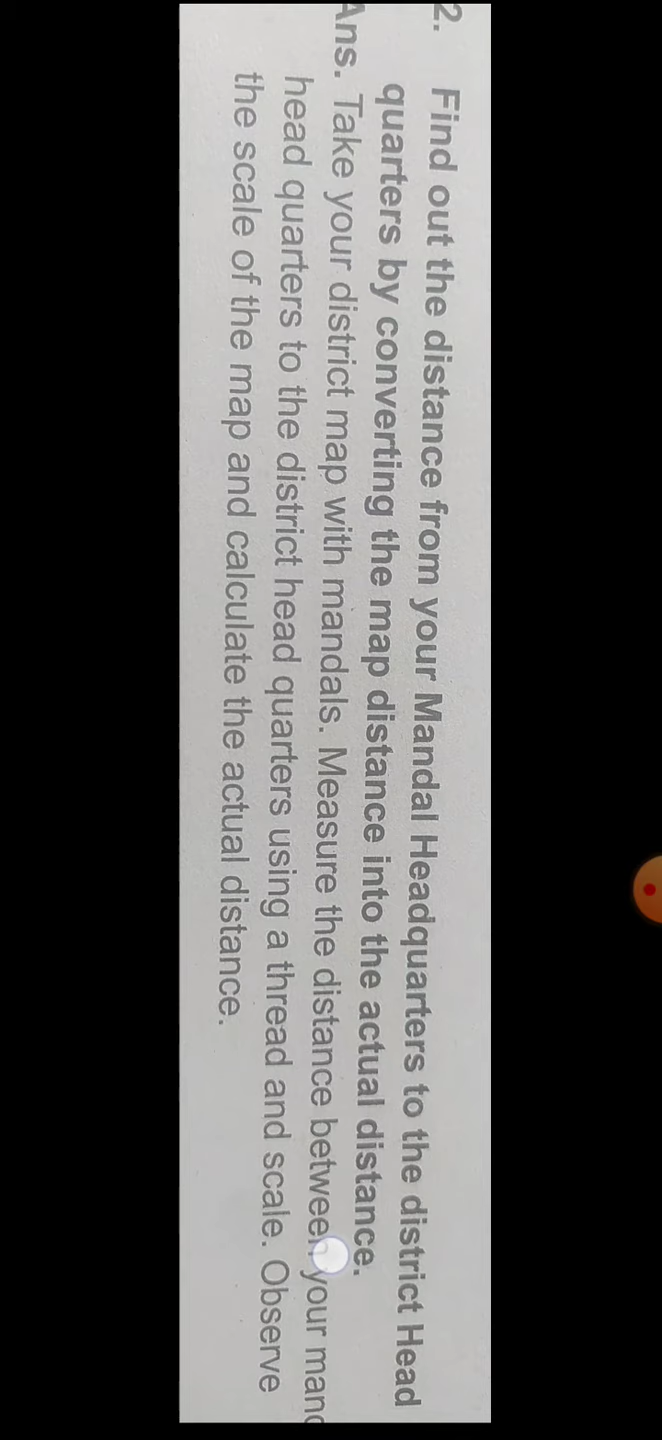 2. Find out the distance from your Mandal Headquarters to the district Head
quarters by converting the map distance into the actual distance.
Ans. Take your district map with mandals. Measure the distance between your
head quarters to the district head quarters using a thread and scale. Observe
the scale of the map and calculate the actual distance.